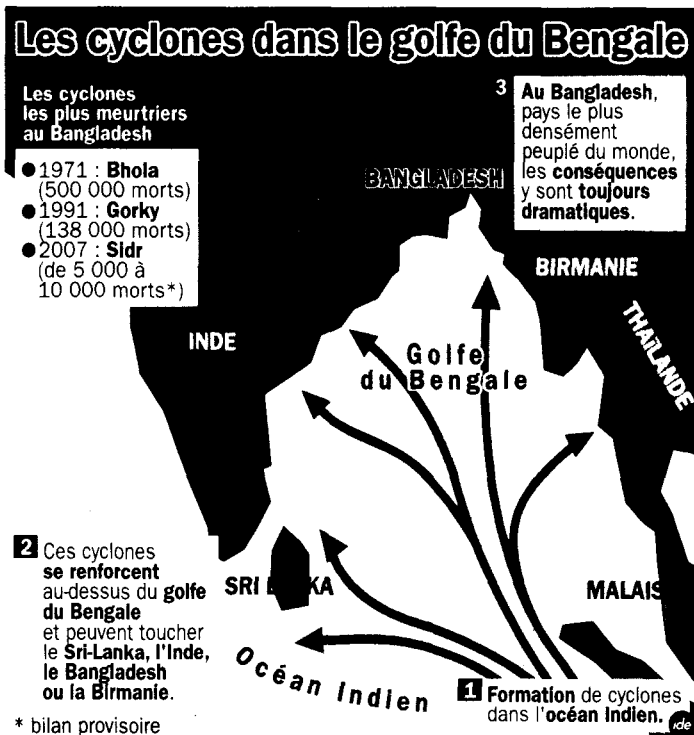 Les cyclones dans le golfe du Bengale
Les cyclones
les plus meurtriers
au Bangladesh
● 1971 : Bhola
(500 000 morts)
● 1991 : Gorky
(138 000 morts)
● 2007 : Sidr
(de 5 000 à
10 000 morts*)
3 Au Bangladesh,
pays le plus
densément
peuplé du monde,
les conséquences
y sont toujours
dramatiques.
BANGLADESH
BIRMANIE
THAÏLANDE
INDE
Golfe
du Bengale
2 Ces cyclones
se renforcent
au-dessus du golfe
du Bengale
et peuvent toucher
le Sri-Lanka, l'Inde,
le Bangladesh
ou la Birmanie.
SRI LANKA
MALAIS
Océan Indien
1 Formation de cyclones
dans l'océan Indien.
ide
* bilan provisoire